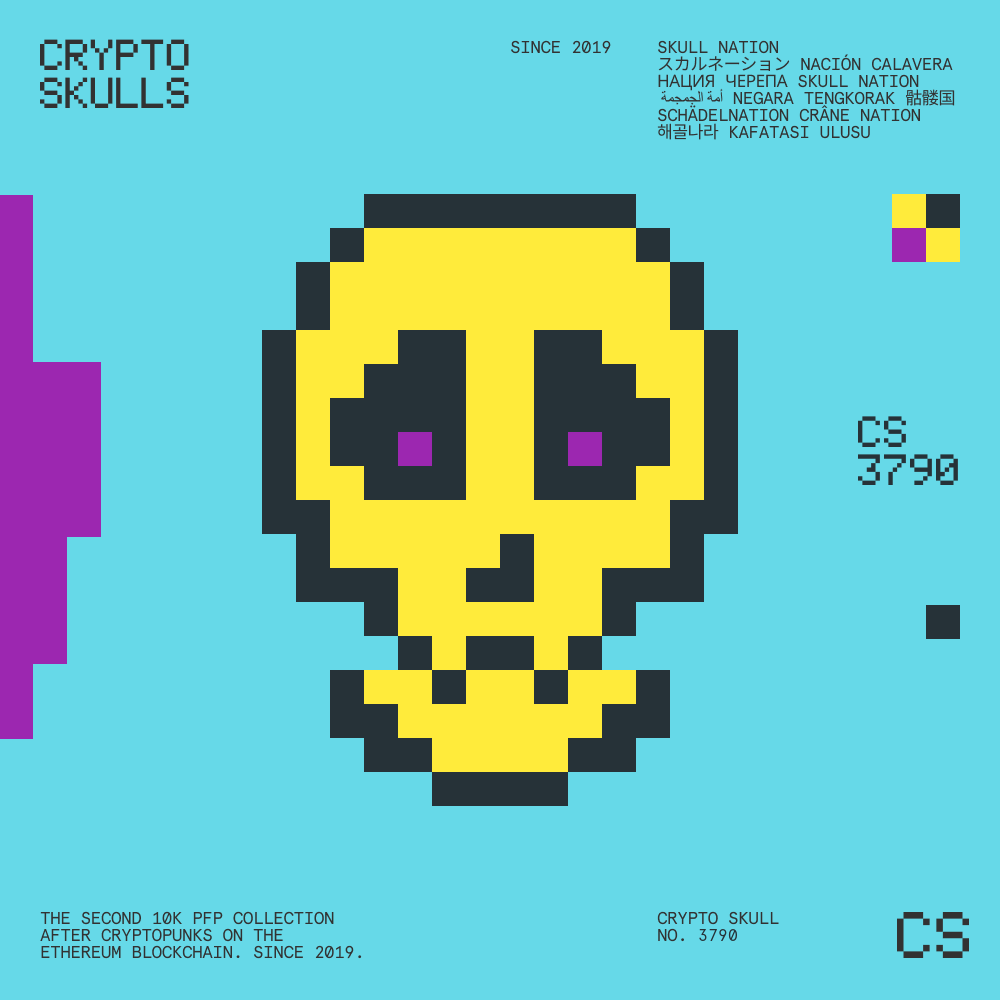 CRYPTO
SKULLS
SINCE 2019
SKULL NATION
スカルネーション NACIÓN CALAVERA
НАЦИЯ ЧЕРЕПА SKULL NATION
أمة الجمجمة NEGARA TENGKORAK 骷髅国
SCHÄDELNATION CRÂNE NATION
해골나라 KAFATASI ULUSU
CS
3790
THE SECOND 10K PFP COLLECTION
AFTER CRYPTOPUNKS ON THE
ETHEREUM BLOCKCHAIN. SINCE 2019.
CRYPTO SKULL
NO. 3790
CS